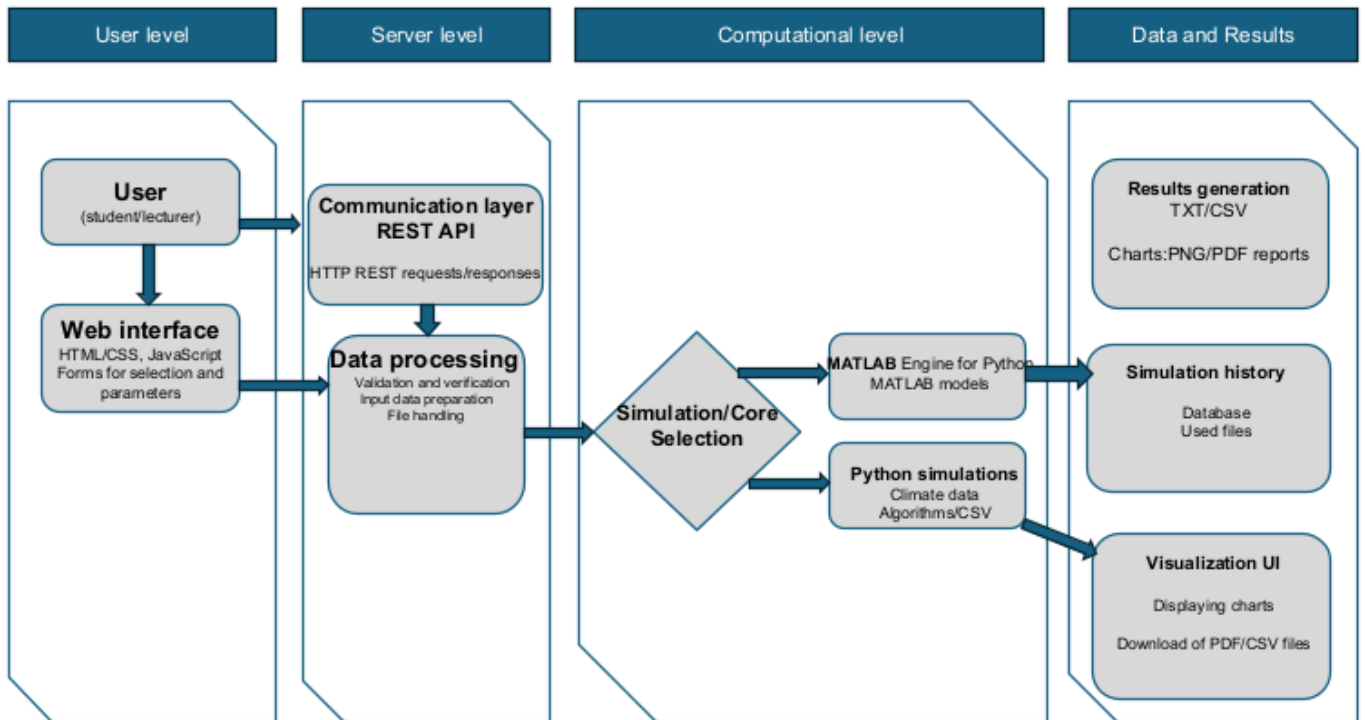 User level
Server level
Computational level
Data and Results
User
(student/lecturer)
Web interface
HTML/CSS, JavaScript
Forms for selection and
parameters
Communication layer
REST API
HTTP REST requests/responses
Data processing
Validation and verification
Input data preparation
File handling
Simulation/Core
Selection
MATLAB Engine for Python
MATLAB models
Python simulations
Climate data
Algorithms/CSV
Results generation
TXT/CSV
Charts:PNG/PDF reports
Simulation history
Database
Used files
Visualization UI
Displaying charts
Download of PDF/CSV files